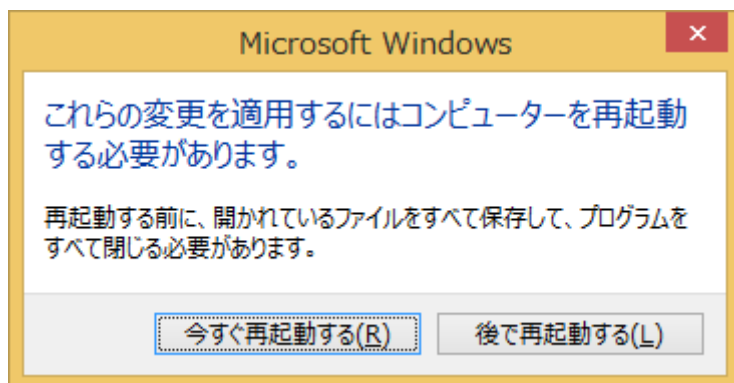 Microsoft Windows
これらの変更を適用するにはコンピューターを再起動
する必要があります。
再起動する前に、開かれているファイルをすべて保存して、プログラムを
すべて閉じる必要があります。
今すぐ再起動する(R)
後で再起動する(L)